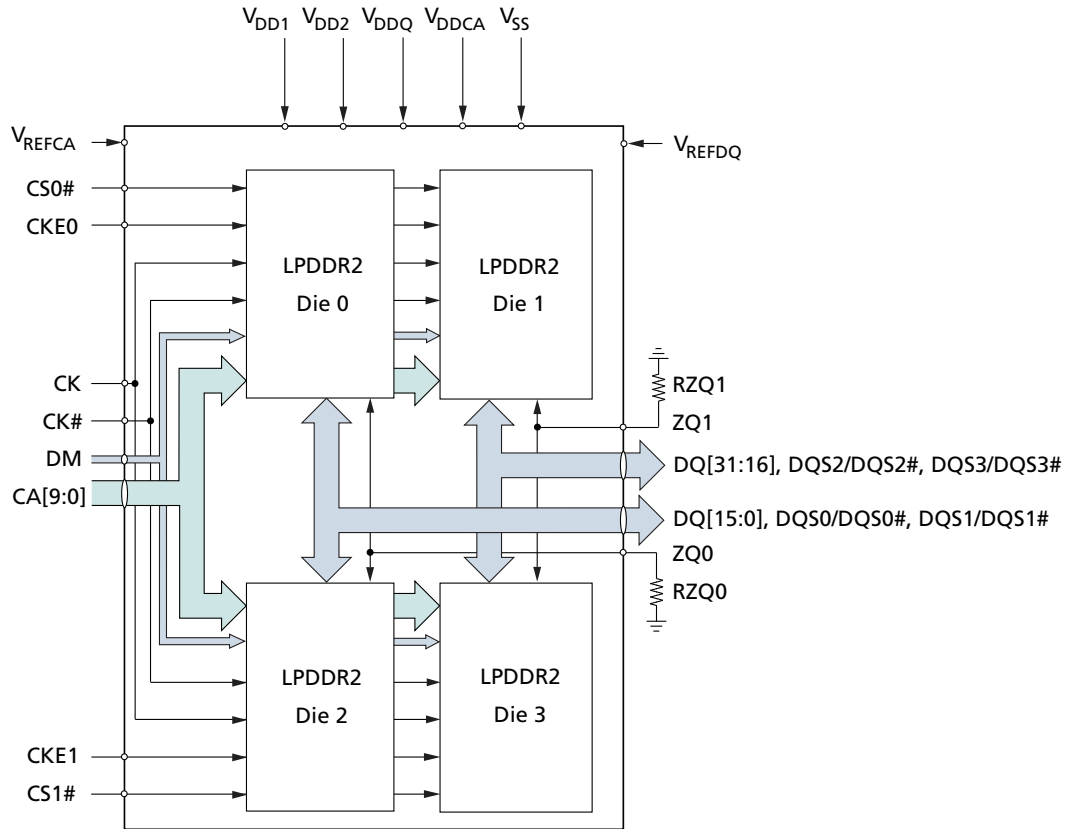 VDD1 VDD2 VDDQ VDDCA VSS
VREFCA
VREFDQ
CS0#
CKE0
LPDDR2
Die 0
LPDDR2
Die 1
CK
RZQ1
CK#
ZQ1
DM
DQ[31:16], DQS2/DQS2#, DQS3/DQS3#
CA[9:0]
DQ[15:0], DQS0/DQS0#, DQS1/DQS1#
ZQ0
RZQ0
LPDDR2
Die 2
LPDDR2
Die 3
CKE1
CS1#